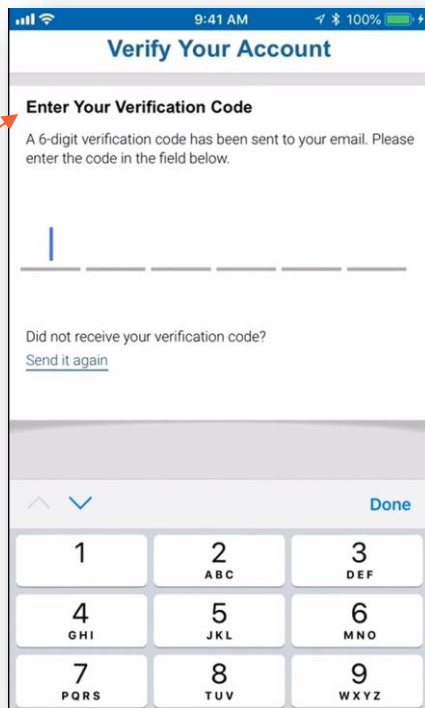 9:41 AM 100%
Verify Your Account
Enter Your Verification Code
A 6-digit verification code has been sent to your email. Please
enter the code in the field below.
Did not receive your verification code?
Send it again
Done
1 2 3
ABC DEF
4 5 6
GHI JKL MNO
7 8 9
PQRS TUV WXYZ